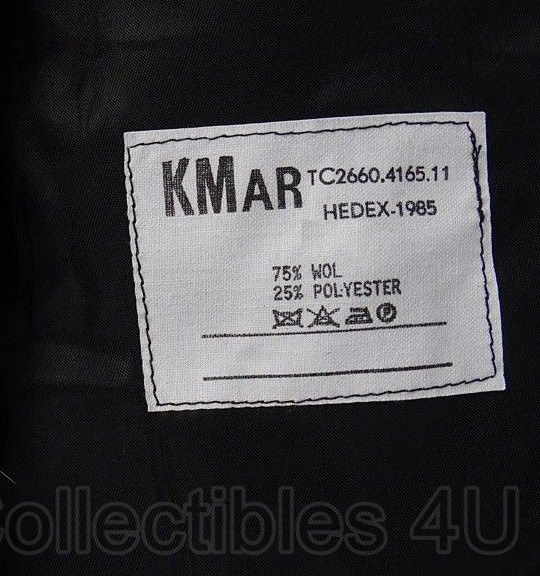 KMAR TC2660.4165.11
HEDEX-1985
75% WOL
25% POLYESTER
P
Collectibles 4U